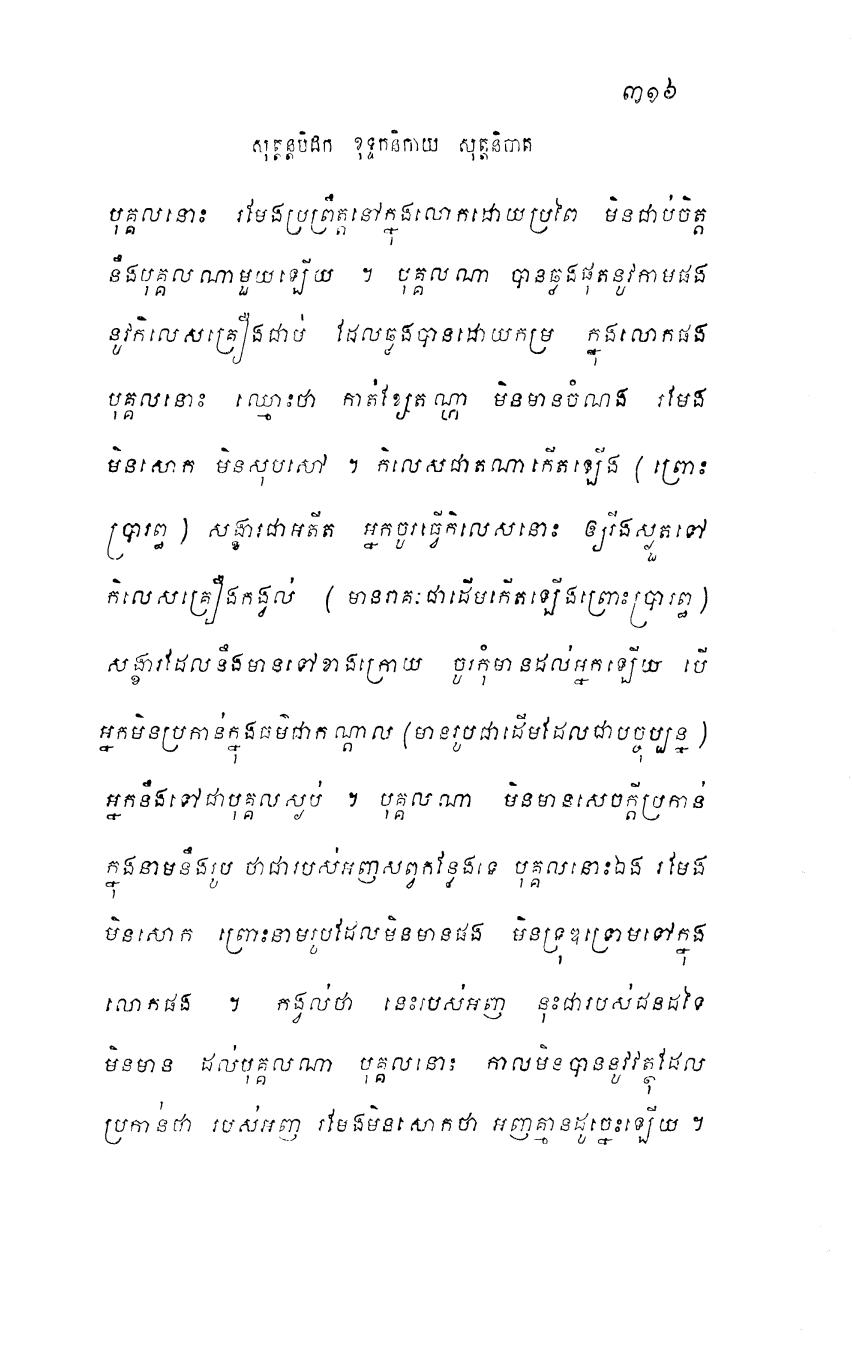 ៣១៦
សុត្តន្តបិដក ខុទ្ទកនិកាយ សុត្តនិបាត
បុគ្គលនោះ រមែងប្រព្រឹត្តនៅក្នុងលោកដោយប្រពៃ មិនជាប់ចិត្ត
នឹងបុគ្គលណាមួយឡើយ ។ បុគ្គលណា បានឆ្លងផុតនូវកាមផង
នូវកិលេសគ្រឿងជាប់ ដែលឆ្លងបានដោយកម្រ ក្នុងលោកផង
បុគ្គលនោះ ឈ្មោះថា កាត់ខ្សែតណ្ហា មិនមានចំណង រមែង
មិនសោក មិនសុបសៅ ។ កិលេសជាតណាកើតឡើង (ព្រោះ
ប្រារព្ធ) សង្ខារជាអតីត អ្នកចូរធ្វើកិលេសនោះ ឲ្យរីងស្ងួតទៅ
កិលេសគ្រឿងកង្វល់ (មានរាគៈជាដើមកើតឡើងព្រោះប្រារព្ធ)
សង្ខារដែលនឹងមានទៅខាងក្រោយ ចូរកុំមានដល់អ្នកឡើយ បើ
អ្នកមិនប្រកាន់ក្នុងធម៌ជាកណ្តាល (មានរូបជាដើមដែលជាបច្ចុប្បន្ន)
អ្នកនឹងទៅជាបុគ្គលស្ងប់ ។ បុគ្គលណា មិនមានសេចក្តីប្រកាន់
ក្នុងនាមនឹងរូប ថាជារបស់អញសព្វកន្លែងទេ បុគ្គលនោះឯង រមែង
មិនសោក ព្រោះនាមរូបដែលមិនមានផង មិនទ្រុឌទ្រោមទៅក្នុង
លោកផង ។ កង្វល់ថា នេះរបស់អញ នុ៎ះជារបស់ជនដទៃ
មិនមាន ដល់បុគ្គលណា បុគ្គលនោះ កាលមិនបាននូវវត្ថុដែល
ប្រកាន់ថា របស់អញ រមែងមិនសោកថា អញគ្មានដូច្នេះឡើយ ។